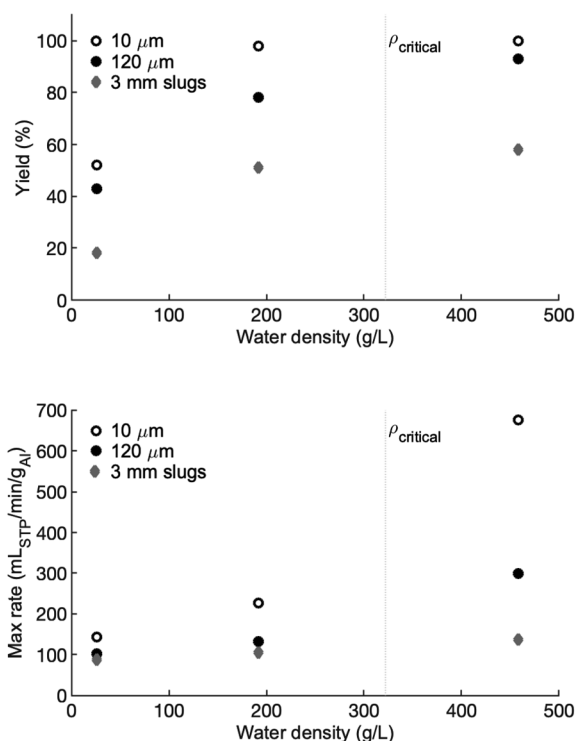 100
80
60
40
20
0
Yield (%)
10 μm
120 μm
3 mm slugs
ρcritical
0 100 200 300 400 500
Water density (g/L)
700
600
500
400
300
200
100
0
Max rate (mLSTP/min/gAl)
10 μm
120 μm
3 mm slugs
ρcritical
0 100 200 300 400 500
Water density (g/L)